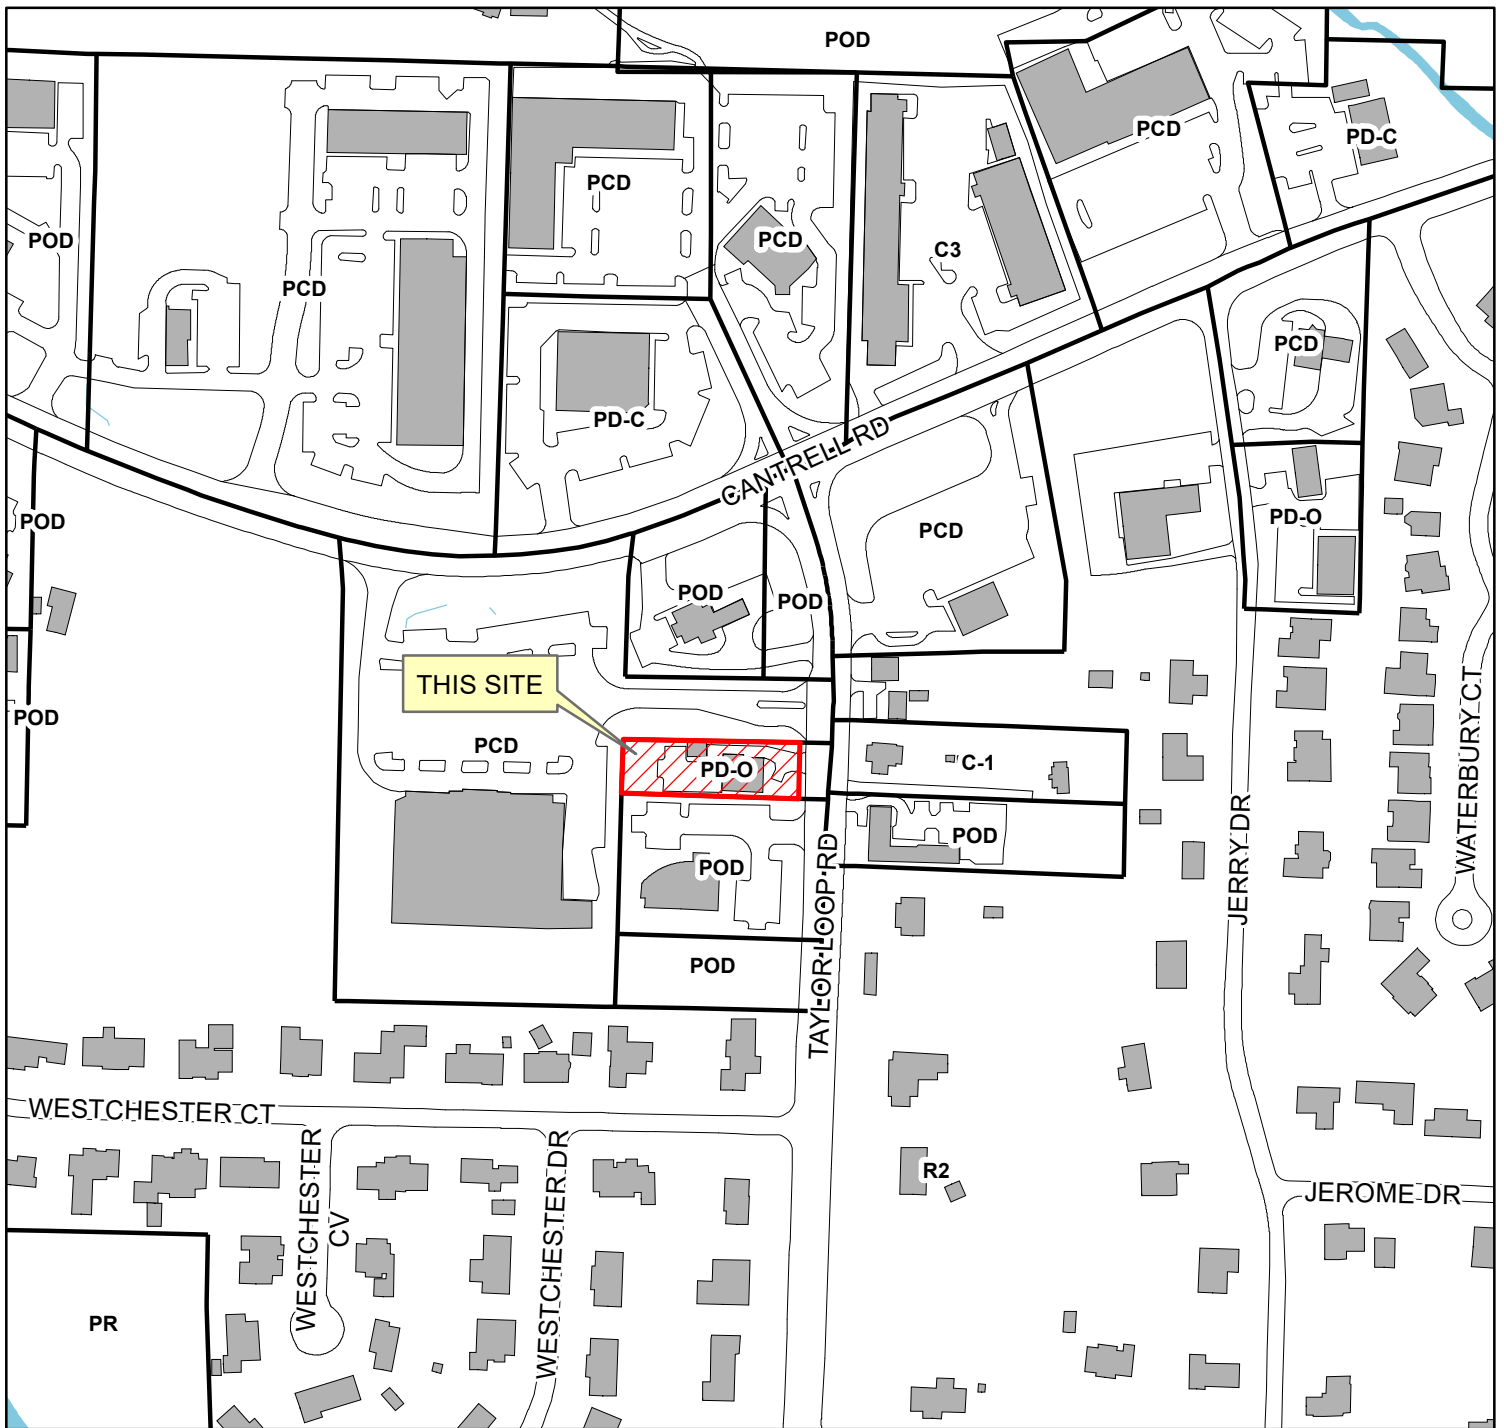 POD
PCD
PD-C
PCD
POD
PCD
C3
PCD
PCD
PD-C
CANTRELL RD
PD-O
POD
PCD
POD
POD
THIS SITE
POD
PCD
PD-O
C-1
WATERBURY CT
POD
POD
JERRY DR
TAYLOR LOOP RD
POD
WESTCHESTER CT
WESTCHESTER
CV
WESTCHESTER DR
R2
JEROME DR
PR